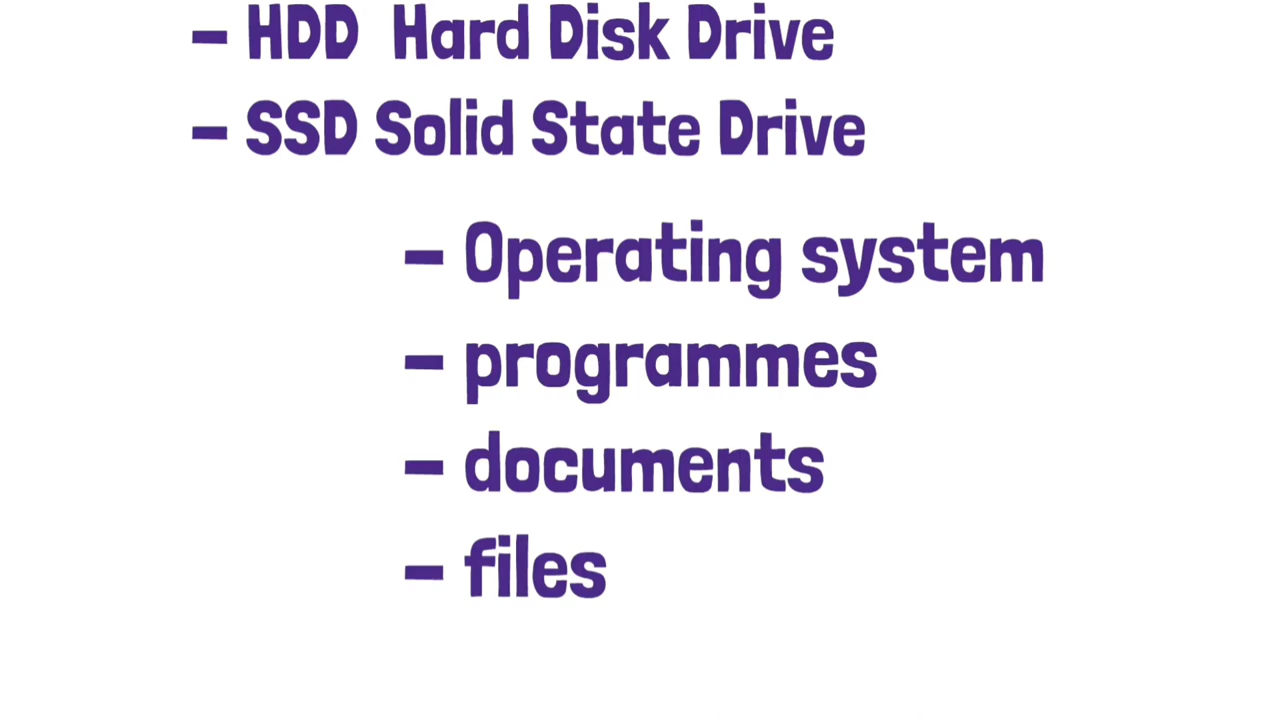 - HDD Hard Disk Drive
- SSD Solid State Drive
- Operating system
- programmes
- documents
- files